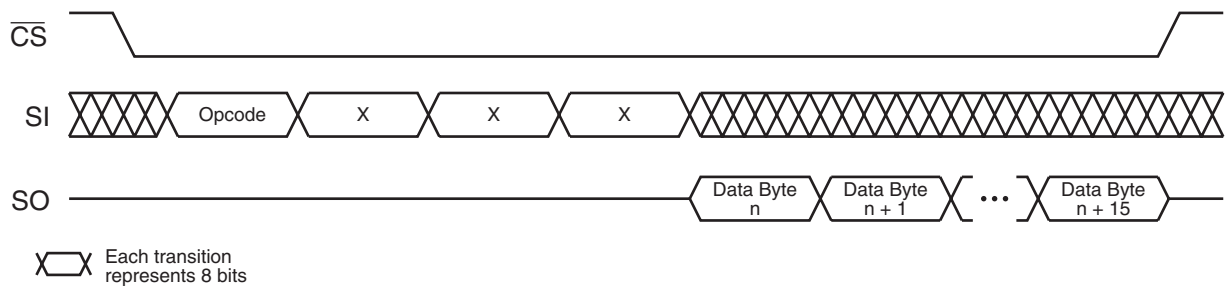 CS
SI
Opcode
X
X
X
SO
Data Byte
n
Data Byte
n + 1
•••
Data Byte
n + 15
Each transition
represents 8 bits